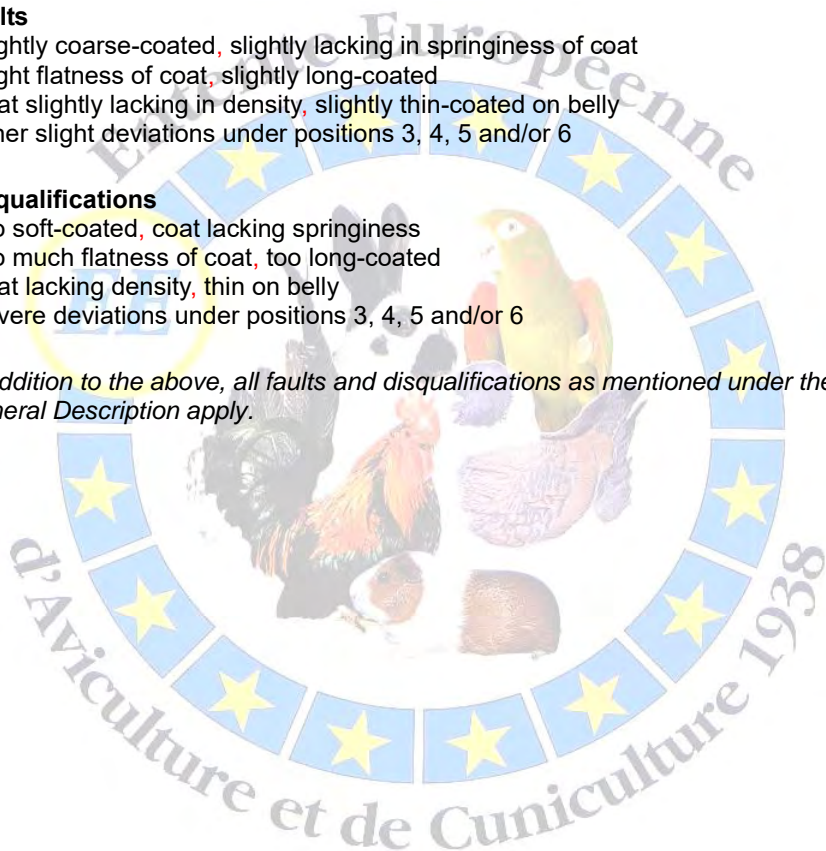 lts
ghtly coarse-coated, slightly lacking in springiness of coat
ght flatness of coat, slightly long-coated
at slightly lacking in density, slightly thin-coated on belly
her slight deviations under positions 3, 4, 5 and/or 6
qualifications
o soft-coated, coat lacking springiness
o much flatness of coat, too long-coated
at lacking density, thin on belly
vere deviations under positions 3, 4, 5 and/or 6
ddition to the above, all faults and disqualifications as mentioned under the
neral Description apply.
Entente Européenne
EE
d'Aviculture et de Cuniculture 1938